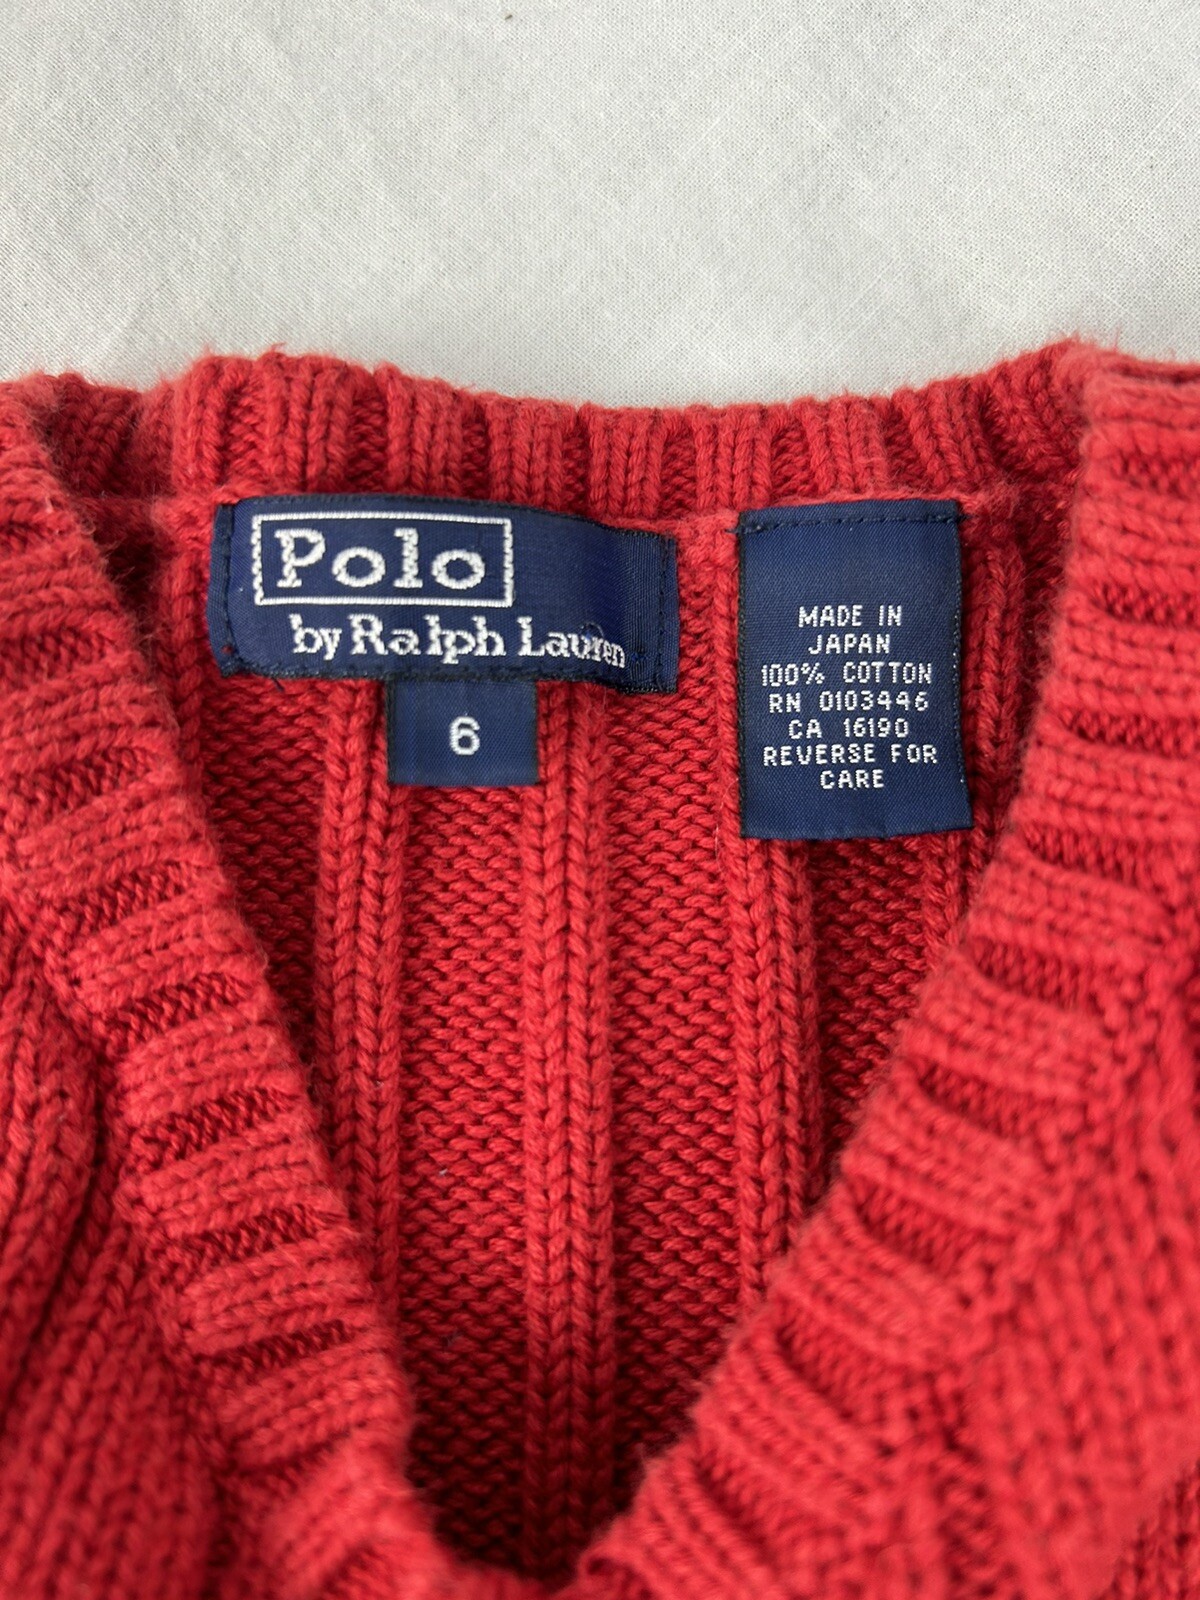 Polo
by Ralph Lauren
6
MADE IN
JAPAN
100% COTTON
RN 0103446
CA 16190
REVERSE FOR
CARE